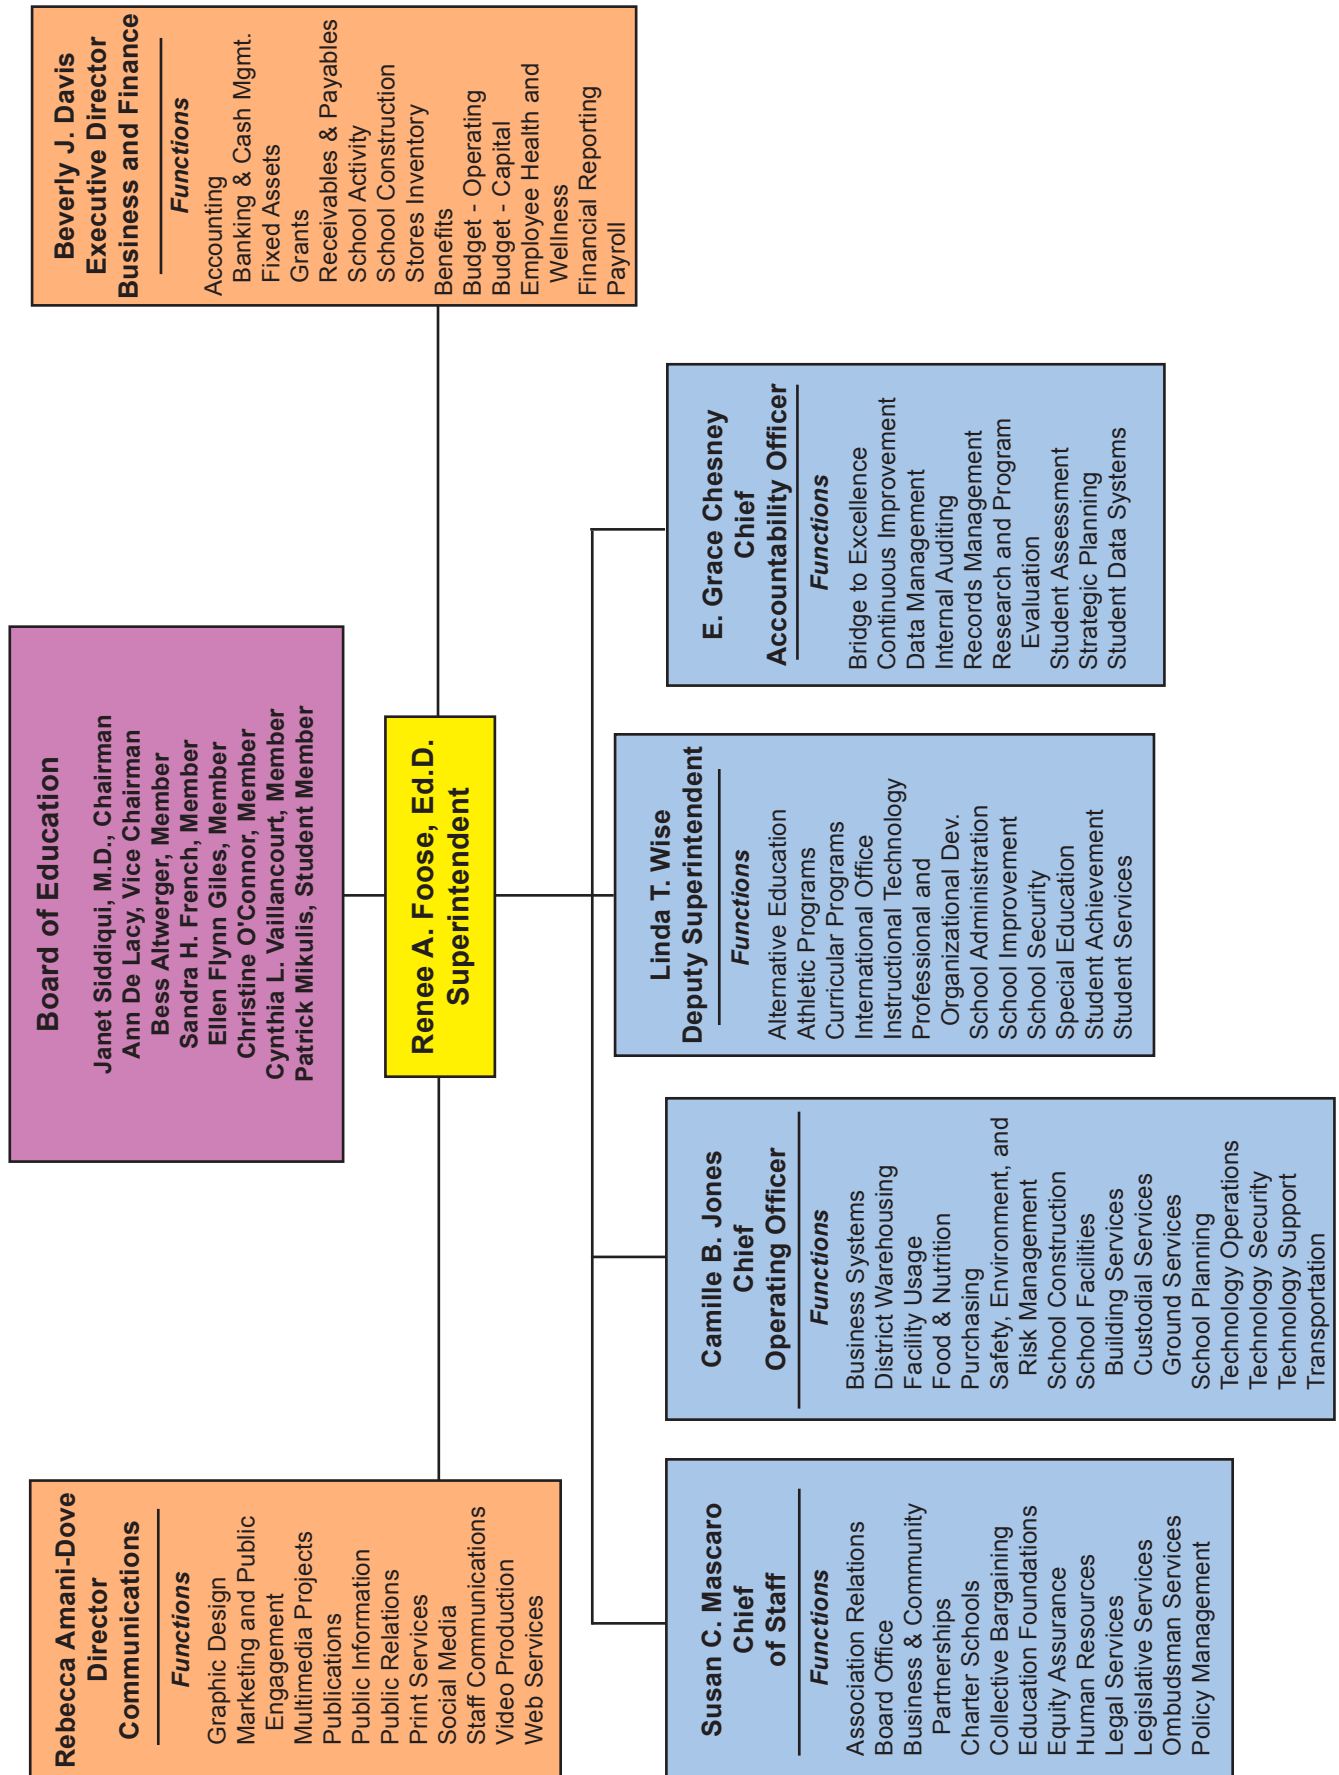 Board of Education
Janet Siddiqui, M.D., Chairman
Ann De Lacy, Vice Chairman
Bess Altwerger, Member
Sandra H. French, Member
Ellen Flynn Giles, Member
Christine O'Connor, Member
Cynthia L. Vaillancourt, Member
Patrick Mikulis, Student Member
Renee A. Foose, Ed.D.
Superintendent
Rebecca Amani-Dove
Director
Communications
Functions
Graphic Design
Marketing and Public
Engagement
Multimedia Projects
Publications
Public Information
Public Relations
Print Services
Social Media
Staff Communications
Video Production
Web Services
Beverly J. Davis
Executive Director
Business and Finance
Functions
Accounting
Banking & Cash Mgmt.
Fixed Assets
Grants
Receivables & Payables
School Activity
School Construction
Stores Inventory
Benefits
Budget - Operating
Budget - Capital
Employee Health and
Wellness
Financial Reporting
Payroll
Susan C. Mascaro
Chief
of Staff
Functions
Association Relations
Board Office
Business & Community
Partnerships
Charter Schools
Collective Bargaining
Education Foundations
Equity Assurance
Human Resources
Legal Services
Legislative Services
Ombudsman Services
Policy Management
Camille B. Jones
Chief
Operating Officer
Functions
Business Systems
District Warehousing
Facility Usage
Food & Nutrition
Purchasing
Safety, Environment, and
Risk Management
School Construction
School Facilities
Building Services
Custodial Services
Ground Services
School Planning
Technology Operations
Technology Security
Technology Support
Transportation
Linda T. Wise
Deputy Superintendent
Functions
Alternative Education
Athletic Programs
Curricular Programs
International Office
Instructional Technology
Professional and
Organizational Dev.
School Administration
School Improvement
School Security
Special Education
Student Achievement
Student Services
E. Grace Chesney
Chief
Accountability Officer
Functions
Bridge to Excellence
Continuous Improvement
Data Management
Internal Auditing
Records Management
Research and Program
Evaluation
Student Assessment
Strategic Planning
Student Data Systems